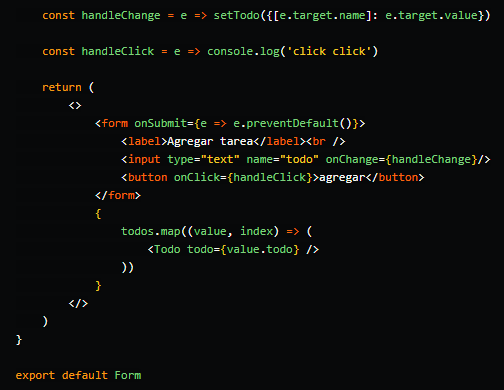 const handleChange = e => setTodo({[e.target.name]: e.target.value})
const handleClick = e => console.log('click click')
return (
<>
<form onSubmit={e => e.preventDefault()}>
<label>Agregar tarea</label><br />
<input type="text" name="todo" onChange={handleChange}/>
<button onClick={handleClick}>agregar</button>
</form>
{
todos.map((value, index) => (
<Todo todo={value.todo} />
))
}
</>
)
}
export default Form